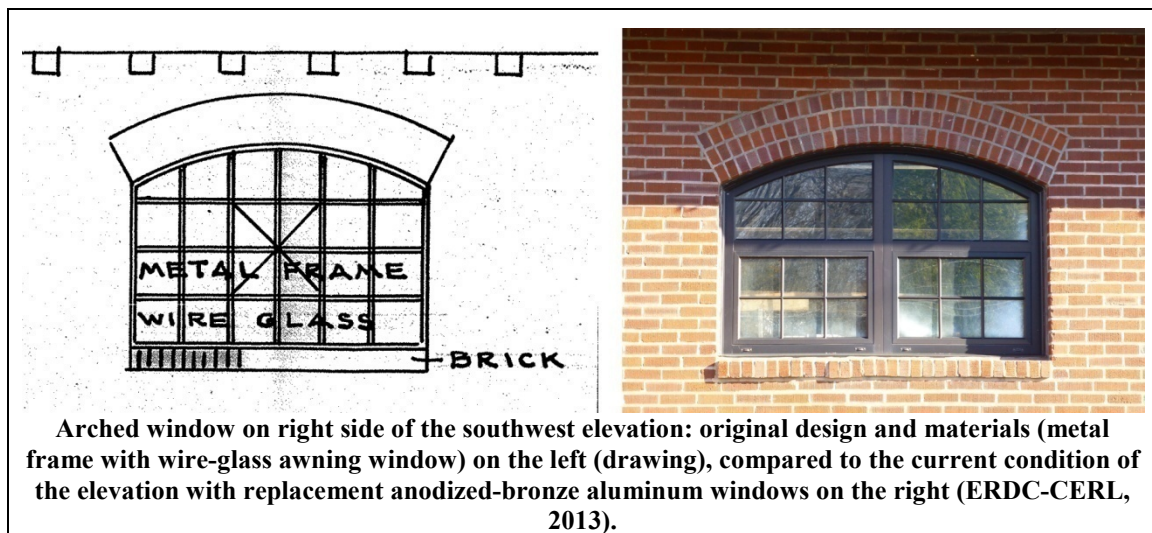 METAL FRAME
WIRE GLASS
BRICK
Arched window on right side of the southwest elevation: original design and materials (metal
frame with wire-glass awning window) on the left (drawing), compared to the current condition of
the elevation with replacement anodized-bronze aluminum windows on the right (ERDC-CERL,
2013).